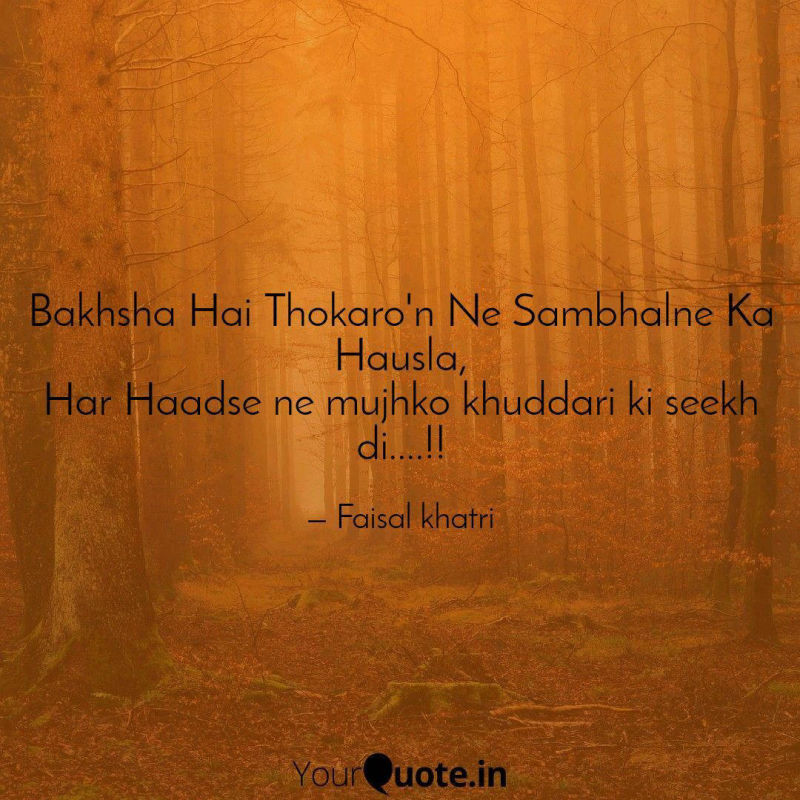 Bakhsha Hai Thokaro'n Ne Sambhalne Ka
Hausla,
Har Haadse ne mujhko khuddari ki seekh
di....!!
– Faisal khatri
YourQuote.in